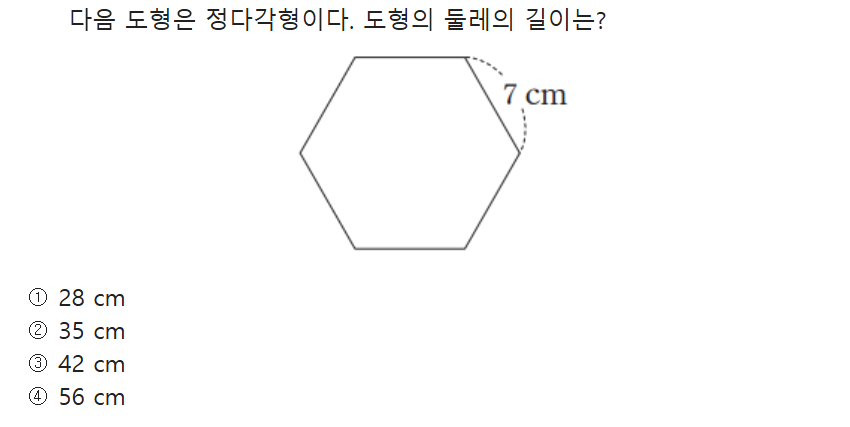 다음 도형은 정다각형이다. 도형의 둘레의 길이는?
7 cm
① 28 cm
② 35 cm
③ 42 cm
④ 56 cm